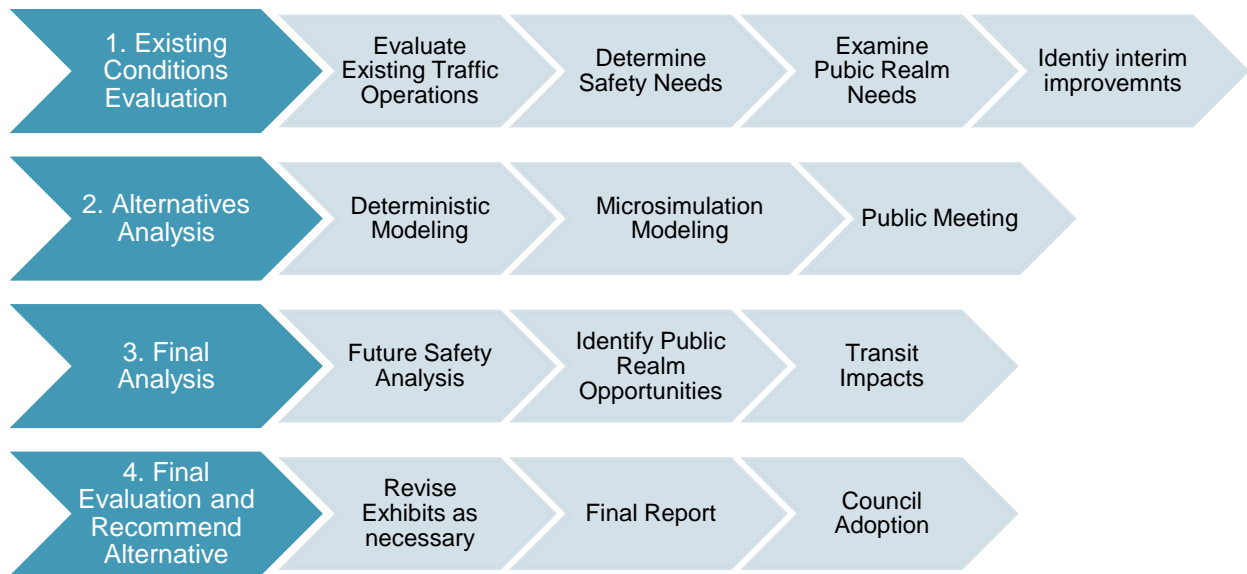 1. Existing
Conditions
Evaluation
Evaluate
Existing Traffic
Operations
Determine
Safety Needs
Examine
Pubic Realm
Needs
Identiy interim
improvemnts
2. Alternatives
Analysis
Deterministic
Modeling
Microsimulation
Modeling
Public Meeting
3. Final
Analysis
Future Safety
Analysis
Identify Public
Realm
Opportunities
Transit
Impacts
4. Final
Evaluation and
Recommend
Alternative
Revise
Exhibits as
necessary
Final Report
Council
Adoption